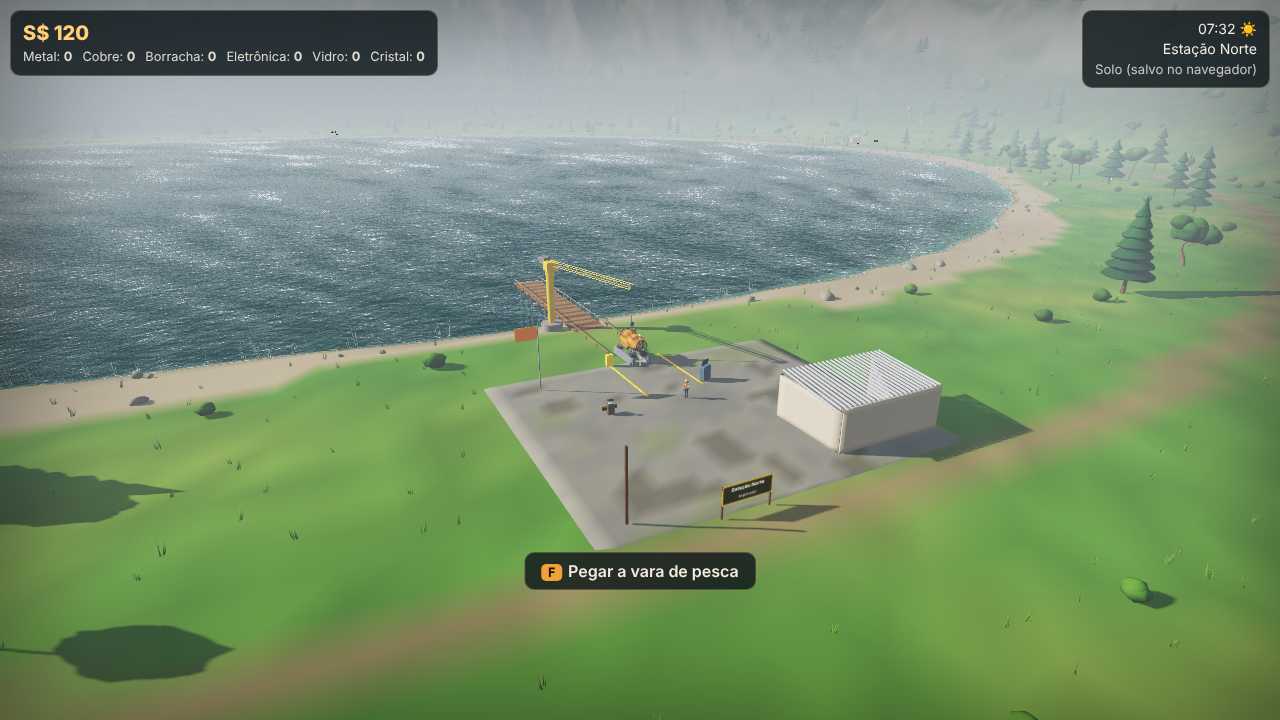 S$ 120
Metal: 0 Cobre: 0 Borracha: 0 Eletrônica: 0 Vidro: 0 Cristal: 0
07:32
Estação Norte
Solo (salvo no navegador)
Estação Norte
F Pegar a vara de pesca